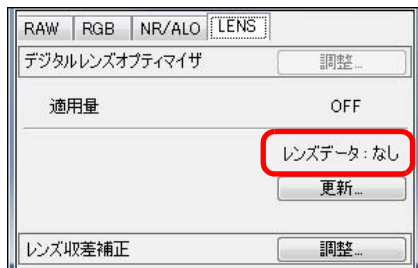 RAW RGB NR/ALO LENS
デジタルレンズオプティマイザ 調整...
適用量 OFF
レンズデータ:なし
更新...
レンズ収差補正 調整...